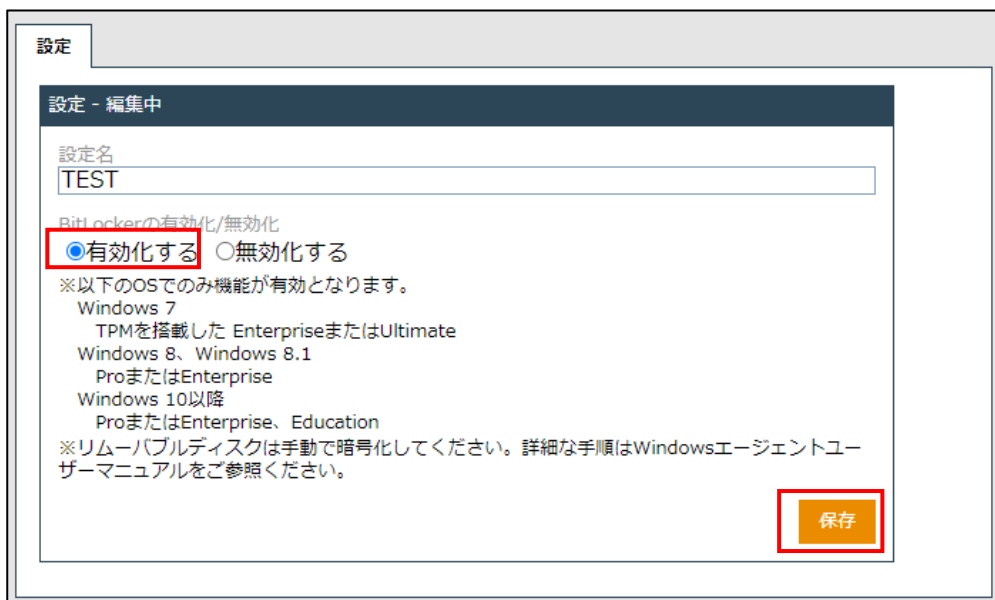 設定
設定 - 編集中
設定名
TEST
BitLockerの有効化/無効化
有効化する 無効化する
※以下のOSでのみ機能が有効となります。
Windows 7
TPMを搭載した EnterpriseまたはUltimate
Windows 8、Windows 8.1
ProまたはEnterprise
Windows 10以降
ProまたはEnterprise、Education
※リムーバブルディスクは手動で暗号化してください。詳細な手順はWindowsエージェントユー
ザーマニュアルをご参照ください。
保存